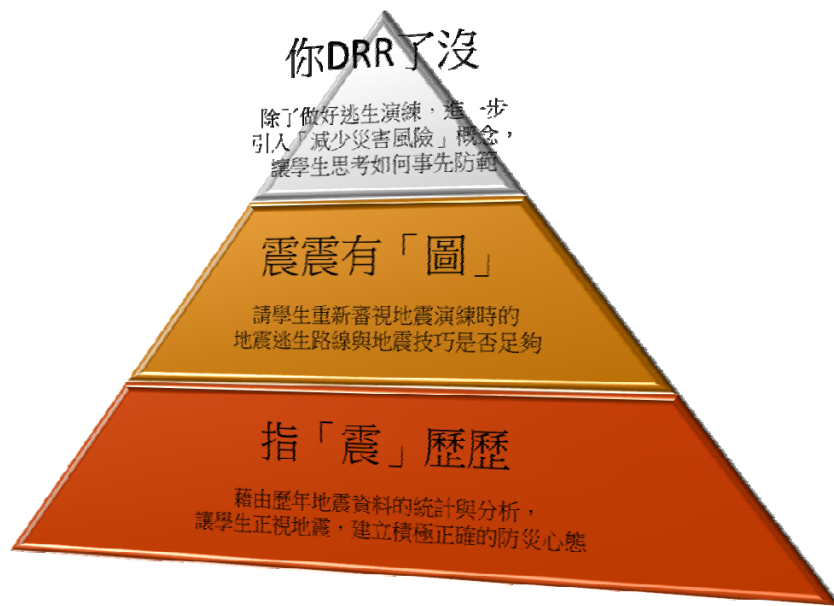 你DRR了沒
除了做好逃生演練，進一步
引入「減少災害風險」概念，
讓學生思考如何事先防範
震震有「圖」
請學生重新審視地震演練時的
地震逃生路線與地震技巧是否足夠
指「震」歷歷
藉由歷年地震資料的統計與分析，
讓學生正視地震，建立積極正確的防災心態